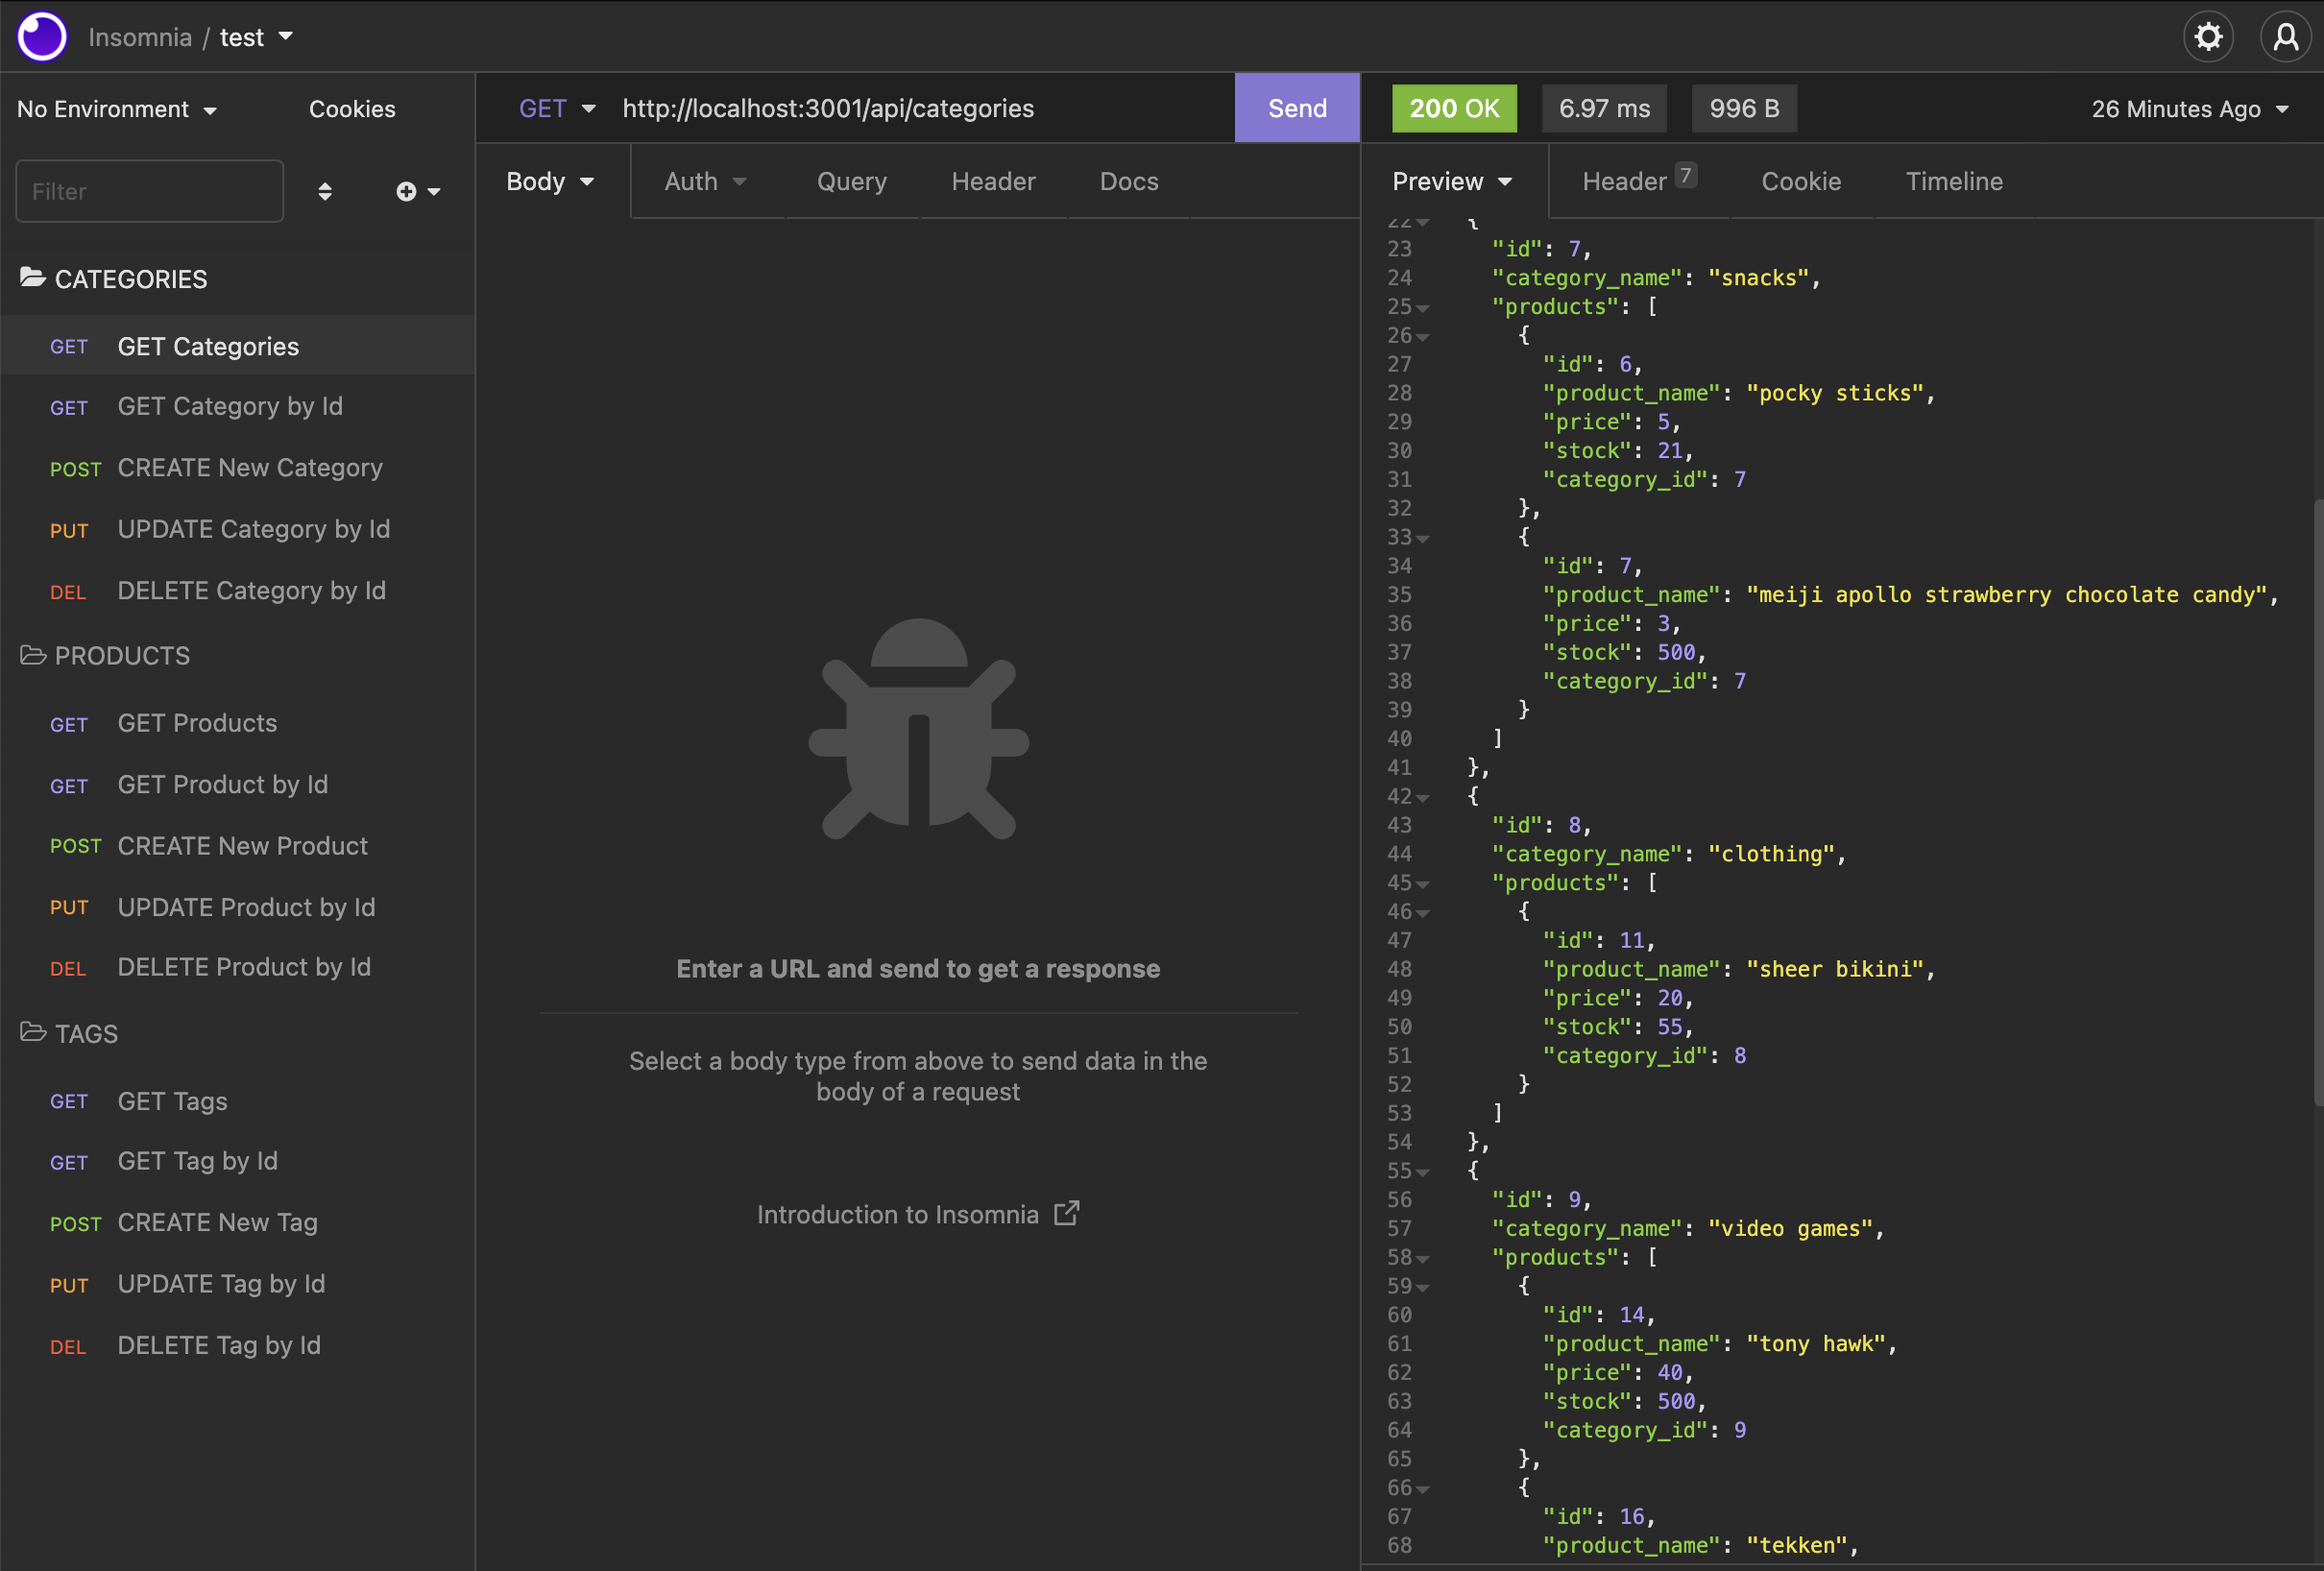 Insomnia / test
No Environment
Cookies
Filter
CATEGORIES
GET GET Categories
GET GET Category by Id
POST CREATE New Category
PUT UPDATE Category by Id
DEL DELETE Category by Id
PRODUCTS
GET GET Products
GET GET Product by Id
POST CREATE New Product
PUT UPDATE Product by Id
DEL DELETE Product by Id
TAGS
GET GET Tags
GET GET Tag by Id
POST CREATE New Tag
PUT UPDATE Tag by Id
DEL DELETE Tag by Id
GET http://localhost:3001/api/categories Send
Body Auth Query Header Docs
Enter a URL and send to get a response
Select a body type from above to send data in the
body of a request
Introduction to Insomnia
200 OK 6.97 ms 996 B 26 Minutes Ago
Preview Header 7 Cookie Timeline
22 {
23 "id": 7,
24 "category_name": "snacks",
25 "products": [
26 {
27 "id": 6,
28 "product_name": "pocky sticks",
29 "price": 5,
30 "stock": 21,
31 "category_id": 7
32 },
33 {
34 "id": 7,
35 "product_name": "meiji apollo strawberry chocolate candy",
36 "price": 3,
37 "stock": 500,
38 "category_id": 7
39 }
40 ]
41 },
42 {
43 "id": 8,
44 "category_name": "clothing",
45 "products": [
46 {
47 "id": 11,
48 "product_name": "sheer bikini",
49 "price": 20,
50 "stock": 55,
51 "category_id": 8
52 }
53 ]
54 },
55 {
56 "id": 9,
57 "category_name": "video games",
58 "products": [
59 {
60 "id": 14,
61 "product_name": "tony hawk",
62 "price": 40,
63 "stock": 500,
64 "category_id": 9
65 },
66 {
67 "id": 16,
68 "product_name": "tekken",